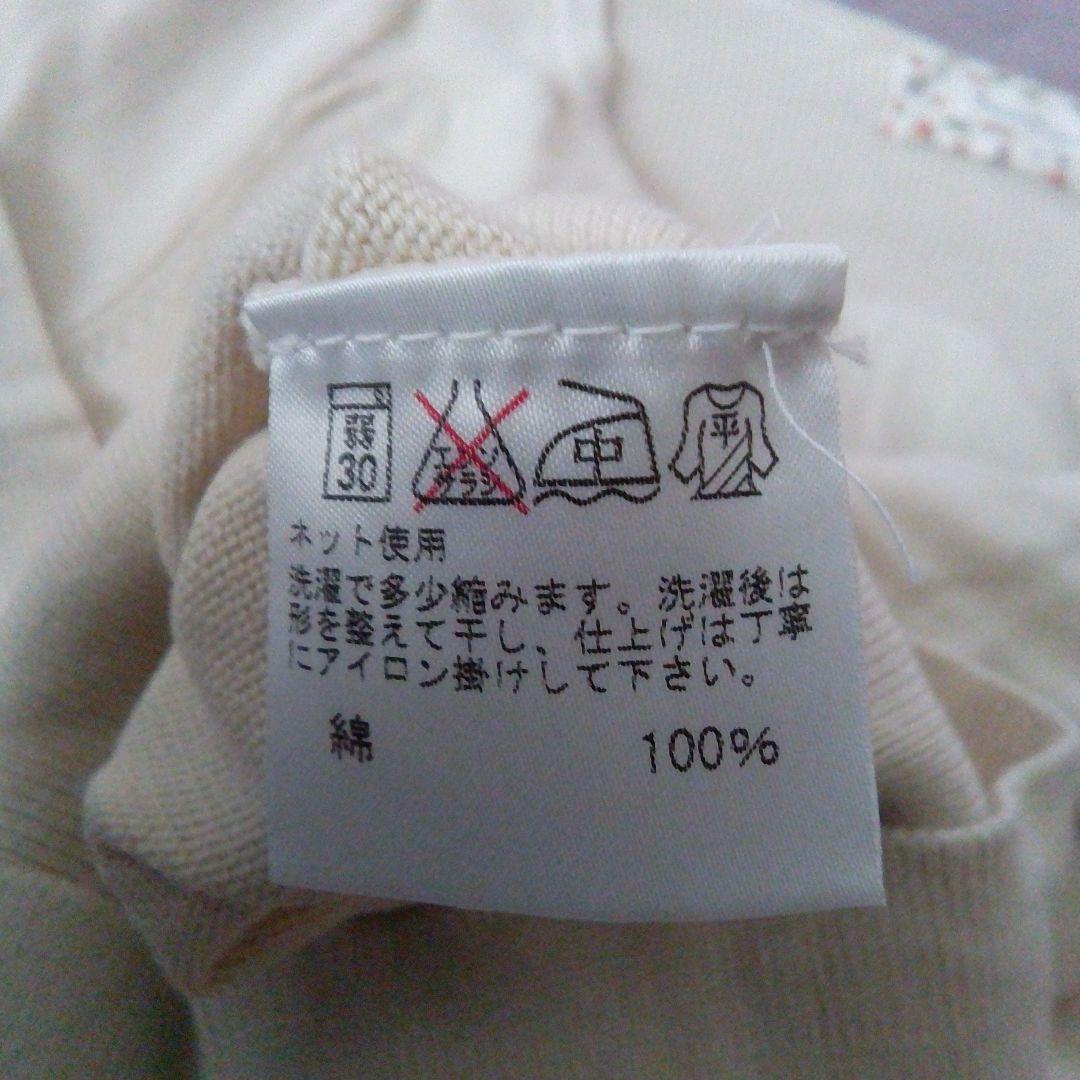 弱
30
エンソ
サラシ
中
平
ネット使用
洗濯で多少縮みます。洗濯後は
形を整えて干し、仕上げは丁寧
にアイロン掛けして下さい。
綿 100%